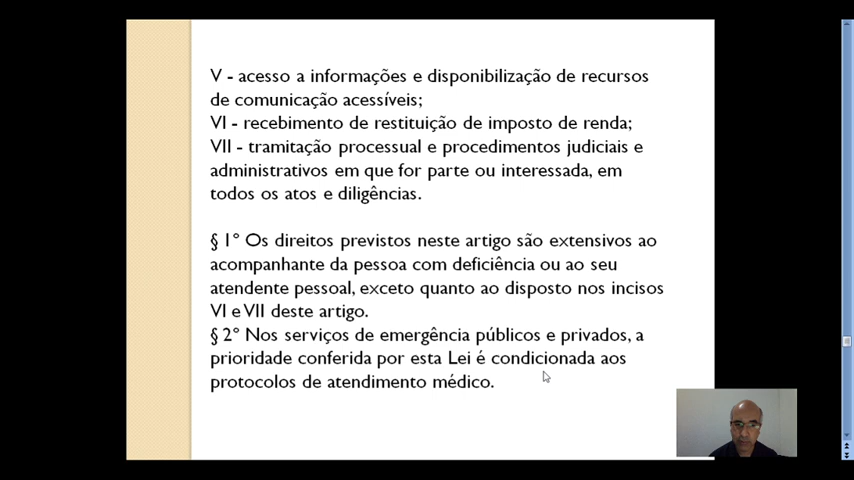 V - acesso a informações e disponibilização de recursos
de comunicação acessíveis;
VI - recebimento de restituição de imposto de renda;
VII - tramitação processual e procedimentos judiciais e
administrativos em que for parte ou interessada, em
todos os atos e diligências.
§ 1º Os direitos previstos neste artigo são extensivos ao
acompanhante da pessoa com deficiência ou ao seu
atendente pessoal, exceto quanto ao disposto nos incisos
VI e VII deste artigo.
§ 2º Nos serviços de emergência públicos e privados, a
prioridade conferida por esta Lei é condicionada aos
protocolos de atendimento médico.